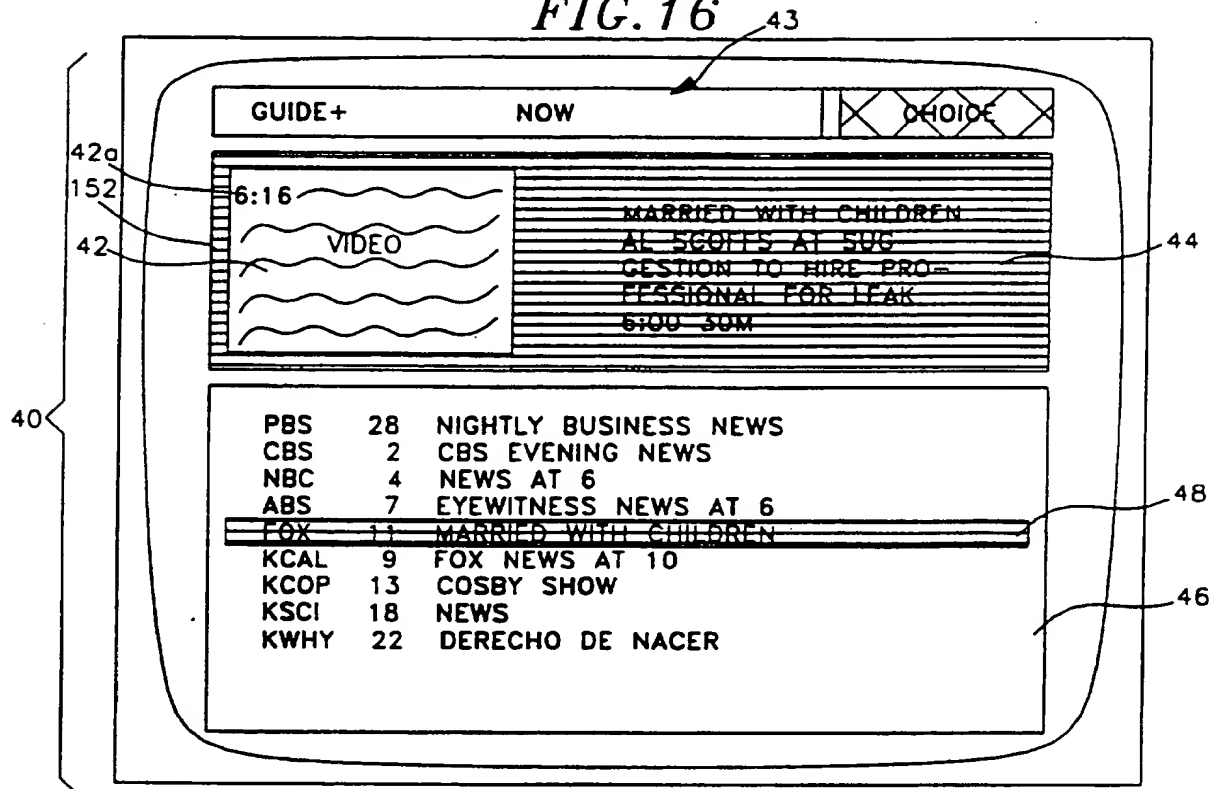 FIG. 16
43
GUIDE+ NOW CHOICE
42a
152
42
6:16
VIDEO
MARRIED WITH CHILDREN
AL SCOFFS AT SUG
GESTION TO HIRE PRO-
FESSIONAL FOR LEAK
6:00 30M
44
40
PBS 28 NIGHTLY BUSINESS NEWS
CBS 2 CBS EVENING NEWS
NBC 4 NEWS AT 6
ABS 7 EYEWITNESS NEWS AT 6
FOX 11 MARRIED WITH CHILDREN
KCAL 9 FOX NEWS AT 10
KCOP 13 COSBY SHOW
KSCI 18 NEWS
KWHY 22 DERECHO DE NACER
48
46